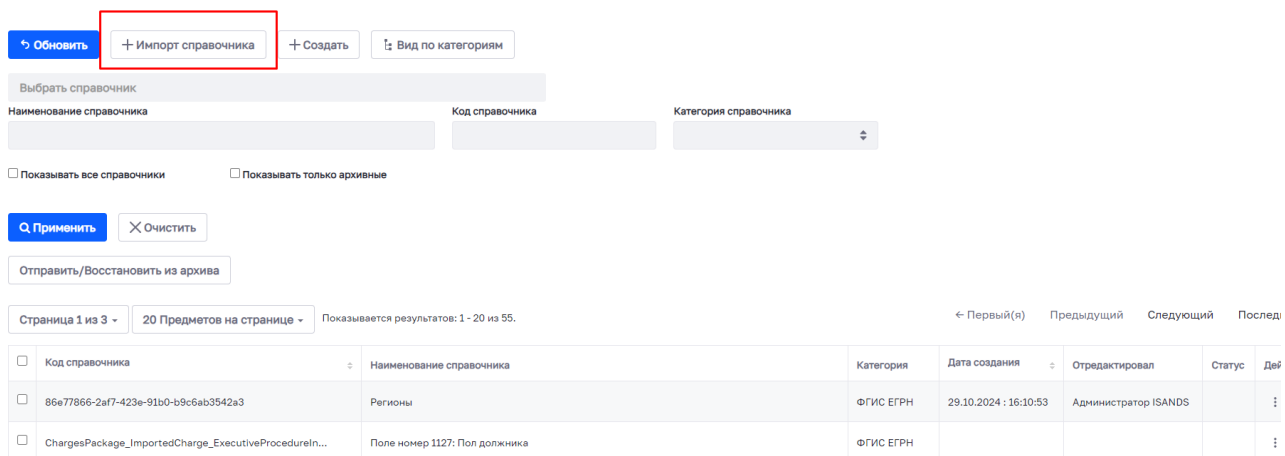 Обновить
Импорт справочника
Создать
Вид по категориям
Выбрать справочник
Наименование справочника Код справочника Категория справочника
Показывать все справочники Показывать только архивные
Применить
Очистить
Отправить/Восстановить из архива
Страница 1 из 3 20 Предметов на странице Показывается результатов: 1 - 20 из 55. ← Первый(я) Предыдущий Следующий Последн
Код справочника Наименование справочника Категория Дата создания Отредактировал Статус Дей
86e77866-2af7-423e-91b0-b9c6ab3542a3 Регионы ФГИС ЕГРН 29.10.2024 : 16:10:53 Администратор ISANDS
ChargesPackage_ImportedCharge_ExecutiveProcedureIn... Поле номер 1127: Пол должника ФГИС ЕГРН